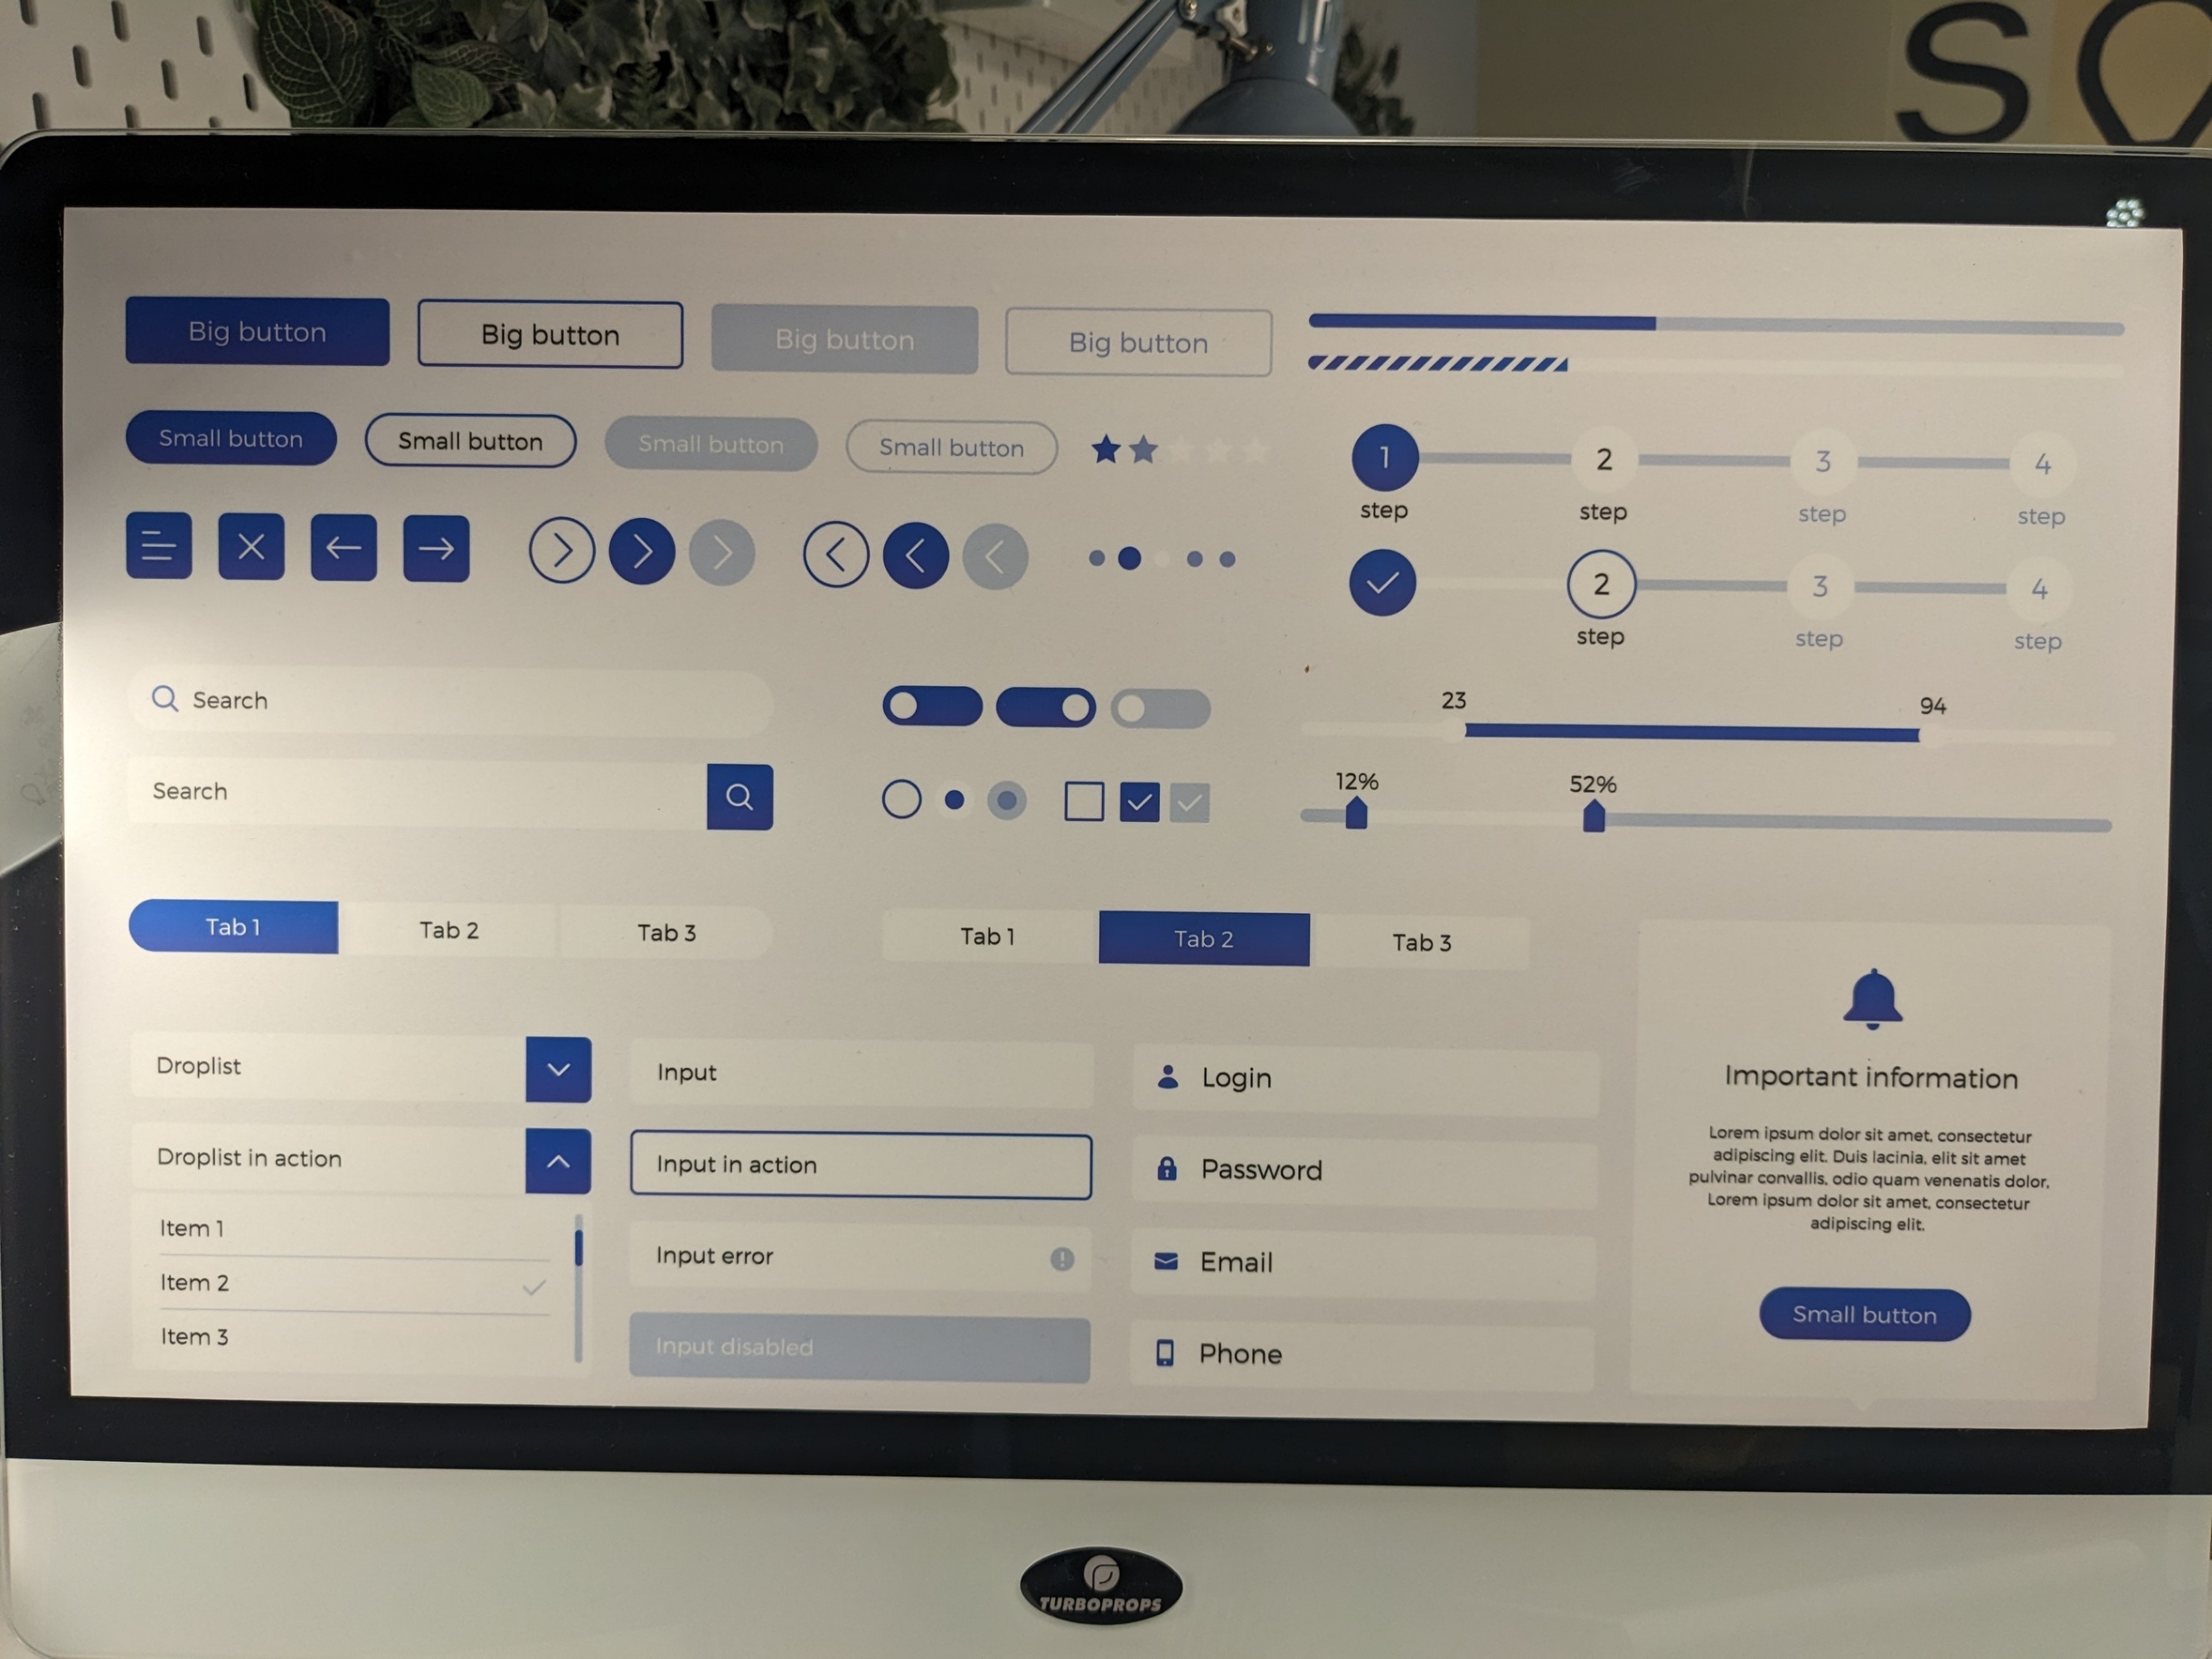 S
Big button
Big button
Big button
Big button
Small button
Small button
Small button
Small button
1
2
3
4
step
step
step
step
2
3
4
step
step
step
Search
Search
23
94
12%
52%
Tab 1
Tab 2
Tab 3
Tab 1
Tab 2
Tab 3
Droplist
Droplist in action
Item 1
Item 2
Item 3
Input
Input in action
Input error
Input disabled
Login
Password
Email
Phone
Important information
Lorem ipsum dolor sit amet, consectetur
adipiscing elit. Duis lacinia, elit sit amet
pulvinar convallis, odio quam venenatis dolor.
Lorem ipsum dolor sit amet, consectetur
adipiscing elit.
Small button
TURBOPROPS